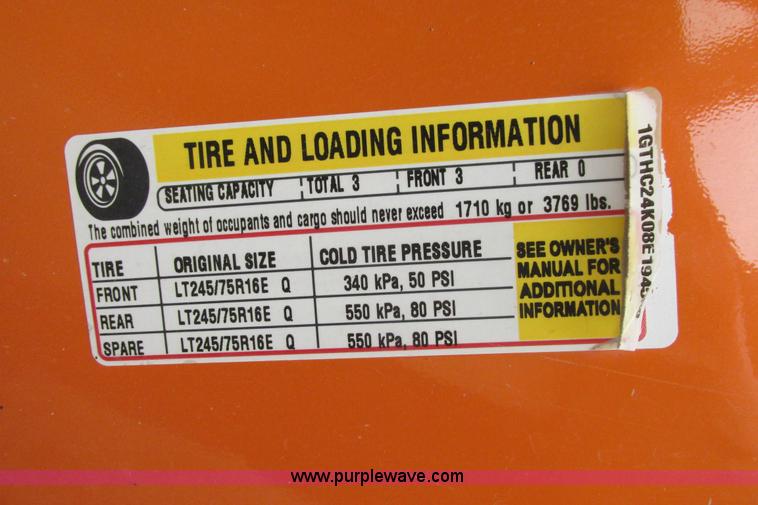 TIRE AND LOADING INFORMATION
SEATING CAPACITY TOTAL 3 FRONT 3 REAR 0
The combined weight of occupants and cargo should never exceed 1710 kg or 3769 lbs.
TIRE ORIGINAL SIZE COLD TIRE PRESSURE
FRONT LT245/75R16E Q 340 kPa, 50 PSI
REAR LT245/75R16E Q 550 kPa, 80 PSI
SPARE LT245/75R16E Q 550 kPa, 80 PSI
SEE OWNER'S
MANUAL FOR
ADDITIONAL
INFORMATION
www.purplewave.com